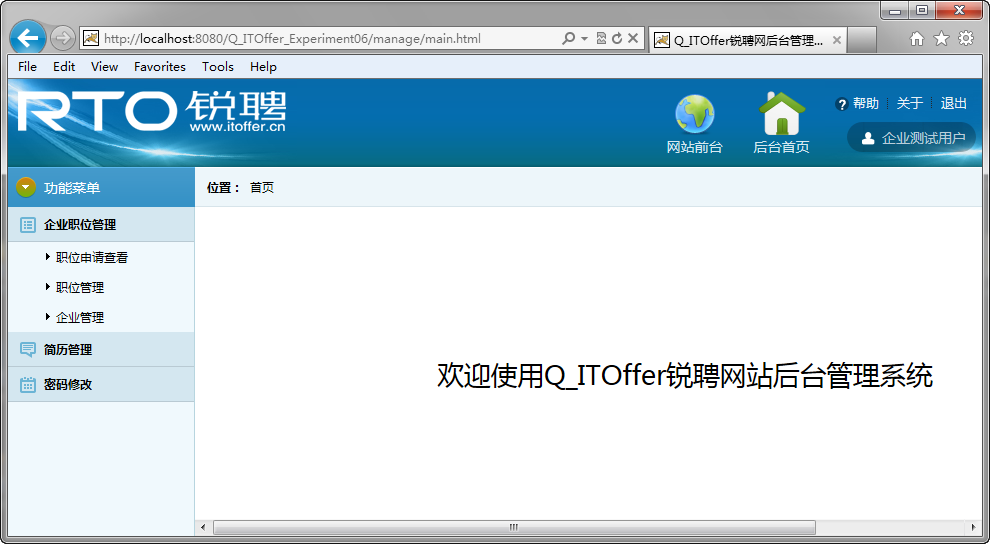 http://localhost:8080/Q_ITOffer_Experiment06/manage/main.html
Q_ITOffer锐聘网后台管理...
File Edit View Favorites Tools Help
RTO 锐聘
www.itoffer.cn
网站前台
后台首页
帮助
关于
退出
企业测试用户
功能菜单
位置： 首页
企业职位管理
职位申请查看
职位管理
企业管理
简历管理
密码修改
欢迎使用Q_ITOffer锐聘网站后台管理系统